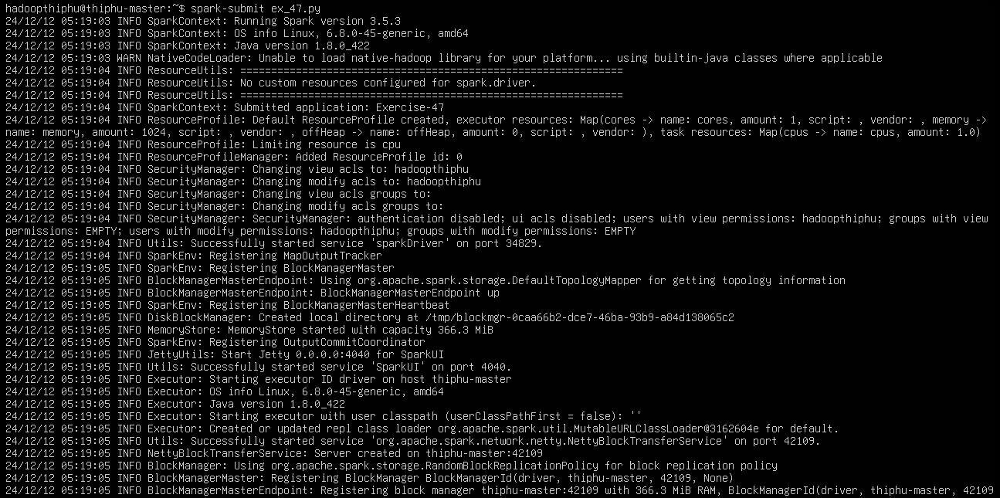 hadoopthiphu@thiphu-master:~$ spark-submit ex_47.py
24/12/12 05:19:03 INFO SparkContext: Running Spark version 3.5.3
24/12/12 05:19:03 INFO SparkContext: OS info Linux, 6.8.0-45-generic, amd64
24/12/12 05:19:03 INFO SparkContext: Java version 1.8.0_422
24/12/12 05:19:03 WARN NativeCodeLoader: Unable to load native-hadoop library for your platform... using builtin-java classes where applicable
24/12/12 05:19:04 INFO ResourceUtils: ==============================================================
24/12/12 05:19:04 INFO ResourceUtils: No custom resources configured for spark.driver.
24/12/12 05:19:04 INFO ResourceUtils: ==============================================================
24/12/12 05:19:04 INFO SparkContext: Submitted application: Exercise-47
24/12/12 05:19:04 INFO ResourceProfile: Default ResourceProfile created, executor resources: Map(cores -> name: cores, amount: 1, script: , vendor: , memory ->
name: memory, amount: 1024, script: , vendor: , offHeap -> name: offHeap, amount: 0, script: , vendor: ), task resources: Map(cpus -> name: cpus, amount: 1.0)
24/12/12 05:19:04 INFO ResourceProfile: Limiting resource is cpu
24/12/12 05:19:04 INFO ResourceProfileManager: Added ResourceProfile id: 0
24/12/12 05:19:04 INFO SecurityManager: Changing view acls to: hadoopthiphu
24/12/12 05:19:04 INFO SecurityManager: Changing modify acls to: hadoopthiphu
24/12/12 05:19:04 INFO SecurityManager: Changing view acls groups to:
24/12/12 05:19:04 INFO SecurityManager: Changing modify acls groups to:
24/12/12 05:19:04 INFO SecurityManager: SecurityManager: authentication disabled; ui acls disabled; users with view permissions: hadoopthiphu; groups with view
permissions: EMPTY; users with modify permissions: hadoopthiphu; groups with modify permissions: EMPTY
24/12/12 05:19:04 INFO Utils: Successfully started service 'sparkDriver' on port 34829.
24/12/12 05:19:04 INFO SparkEnv: Registering MapOutputTracker
24/12/12 05:19:05 INFO SparkEnv: Registering BlockManagerMaster
24/12/12 05:19:05 INFO BlockManagerMasterEndpoint: Using org.apache.spark.storage.DefaultTopologyMapper for getting topology information
24/12/12 05:19:05 INFO BlockManagerMasterEndpoint: BlockManagerMasterEndpoint up
24/12/12 05:19:05 INFO SparkEnv: Registering BlockManagerMasterHeartbeat
24/12/12 05:19:05 INFO DiskBlockManager: Created local directory at /tmp/blockmgr-0caa66b2-dce7-46ba-93b9-a84d138065c2
24/12/12 05:19:05 INFO MemoryStore: MemoryStore started with capacity 366.3 MiB
24/12/12 05:19:05 INFO SparkEnv: Registering OutputCommitCoordinator
24/12/12 05:19:05 INFO JettyUtils: Start Jetty 0.0.0.0:4040 for SparkUI
24/12/12 05:19:05 INFO Utils: Successfully started service 'SparkUI' on port 4040.
24/12/12 05:19:05 INFO Executor: Starting executor ID driver on host thiphu-master
24/12/12 05:19:05 INFO Executor: OS info Linux, 6.8.0-45-generic, amd64
24/12/12 05:19:05 INFO Executor: Java version 1.8.0_422
24/12/12 05:19:05 INFO Executor: Starting executor with user classpath (userClassPathFirst = false): ''
24/12/12 05:19:05 INFO Executor: Created or updated repl class loader org.apache.spark.util.MutableURLClassLoader@3162604e for default.
24/12/12 05:19:05 INFO Utils: Successfully started service 'org.apache.spark.network.netty.NettyBlockTransferService' on port 42109.
24/12/12 05:19:05 INFO NettyBlockTransferService: Server created on thiphu-master:42109
24/12/12 05:19:05 INFO BlockManager: Using org.apache.spark.storage.RandomBlockReplicationPolicy for block replication policy
24/12/12 05:19:05 INFO BlockManagerMaster: Registering BlockManager BlockManagerId(driver, thiphu-master, 42109, None)
24/12/12 05:19:05 INFO BlockManagerMasterEndpoint: Registering block manager thiphu-master:42109 with 366.3 MiB RAM, BlockManagerId(driver, thiphu-master, 42109